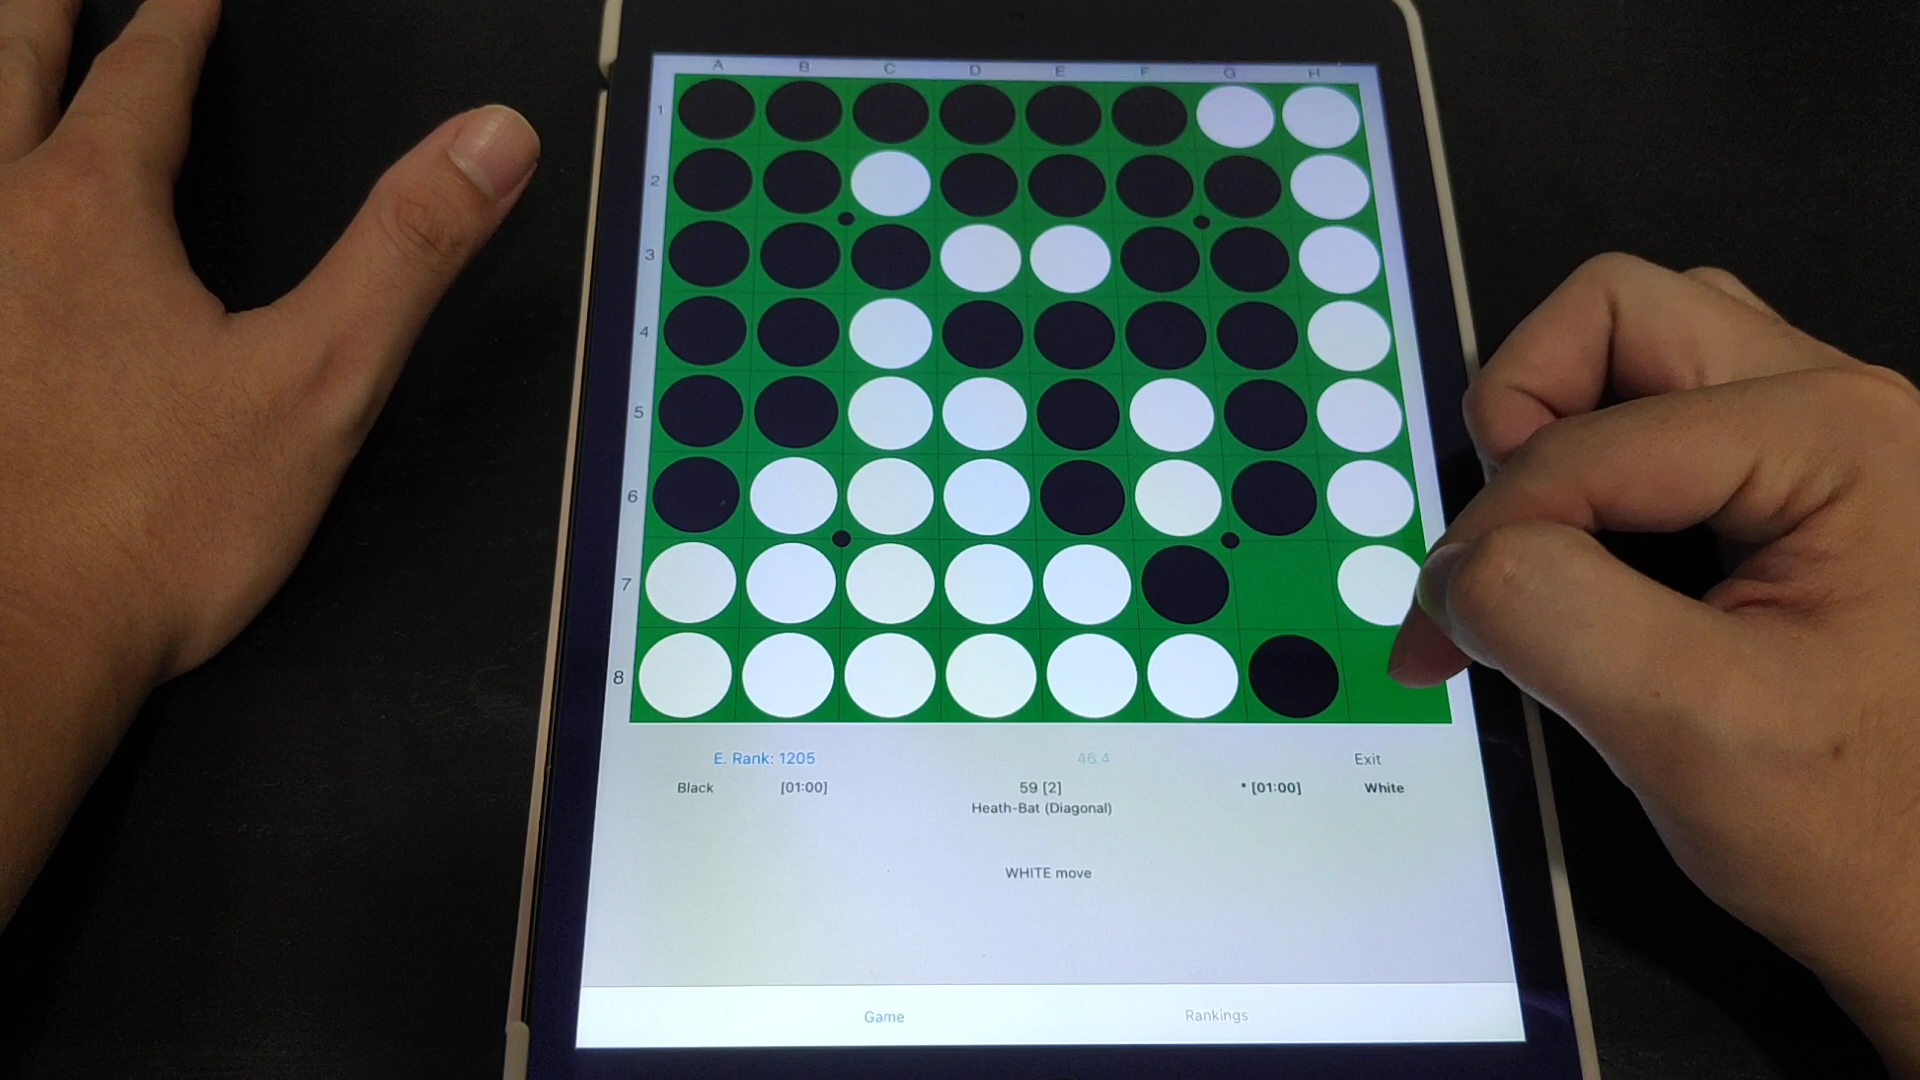 A B C D E F G H
1
2
3
4
5
6
7
8
E. Rank: 1205 46.4 Exit
Black [01:00] 59 [2] * [01:00] White
Heath-Bat (Diagonal)
WHITE move
Game Rankings